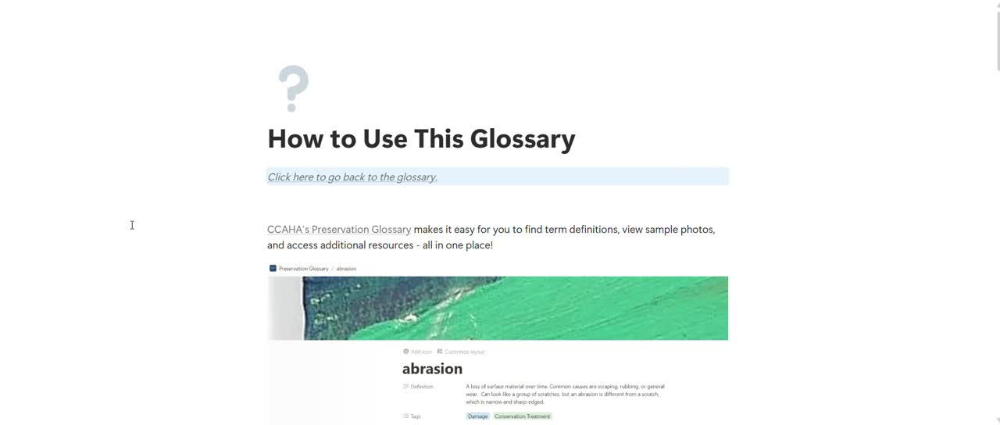 ?
How to Use This Glossary
Click here to go back to the glossary.
CCAHA's Preservation Glossary makes it easy for you to find term definitions, view sample photos,
and access additional resources - all in one place!
Preservation Glossary / abrasion
Add icon Customize layout
abrasion
Definition A loss of surface material over time. Common causes are scraping, rubbing, or general
wear. Can look like a group of scratches, but an abrasion is different from a scratch,
which is narrow and sharp-edged.
Tags Damage Conservation Treatment